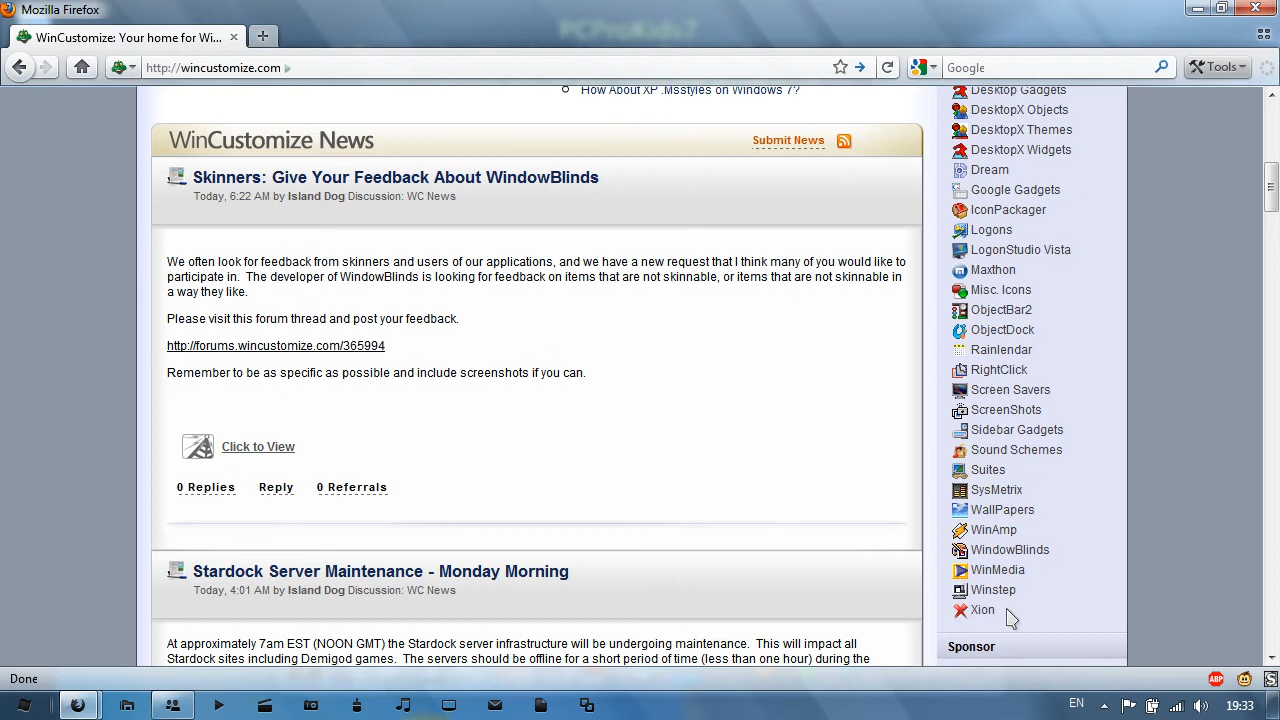 Mozilla Firefox
WinCustomize: Your home for Wi...
http://wincustomize.com
Google
Tools
How About XP .Msstyles on Windows 7?
WinCustomize News
Submit News
Skinners: Give Your Feedback About WindowBlinds
Today, 6:22 AM by Island Dog Discussion: WC News
We often look for feedback from skinners and users of our applications, and we have a new request that I think many of you would like to
participate in. The developer of WindowBlinds is looking for feedback on items that are not skinnable, or items that are not skinnable in
a way they like.
Please visit this forum thread and post your feedback.
http://forums.wincustomize.com/365994
Remember to be as specific as possible and include screenshots if you can.
Click to View
0 Replies Reply 0 Referrals
Stardock Server Maintenance - Monday Morning
Today, 4:01 AM by Island Dog Discussion: WC News
At approximately 7am EST (NOON GMT) the Stardock server infrastructure will be undergoing maintenance. This will impact all
Stardock sites including Demigod games. The servers should be offline for a short period of time (less than one hour) during the
Desktop Gadgets
DesktopX Objects
DesktopX Themes
DesktopX Widgets
Dream
Google Gadgets
IconPackager
Logons
LogonStudio Vista
Maxthon
Misc. Icons
ObjectBar2
ObjectDock
Rainlendar
RightClick
Screen Savers
ScreenShots
Sidebar Gadgets
Sound Schemes
Suites
SysMetrix
WallPapers
WinAmp
WindowBlinds
WinMedia
Winstep
Xion
Sponsor
Done
ABP
EN
19:33